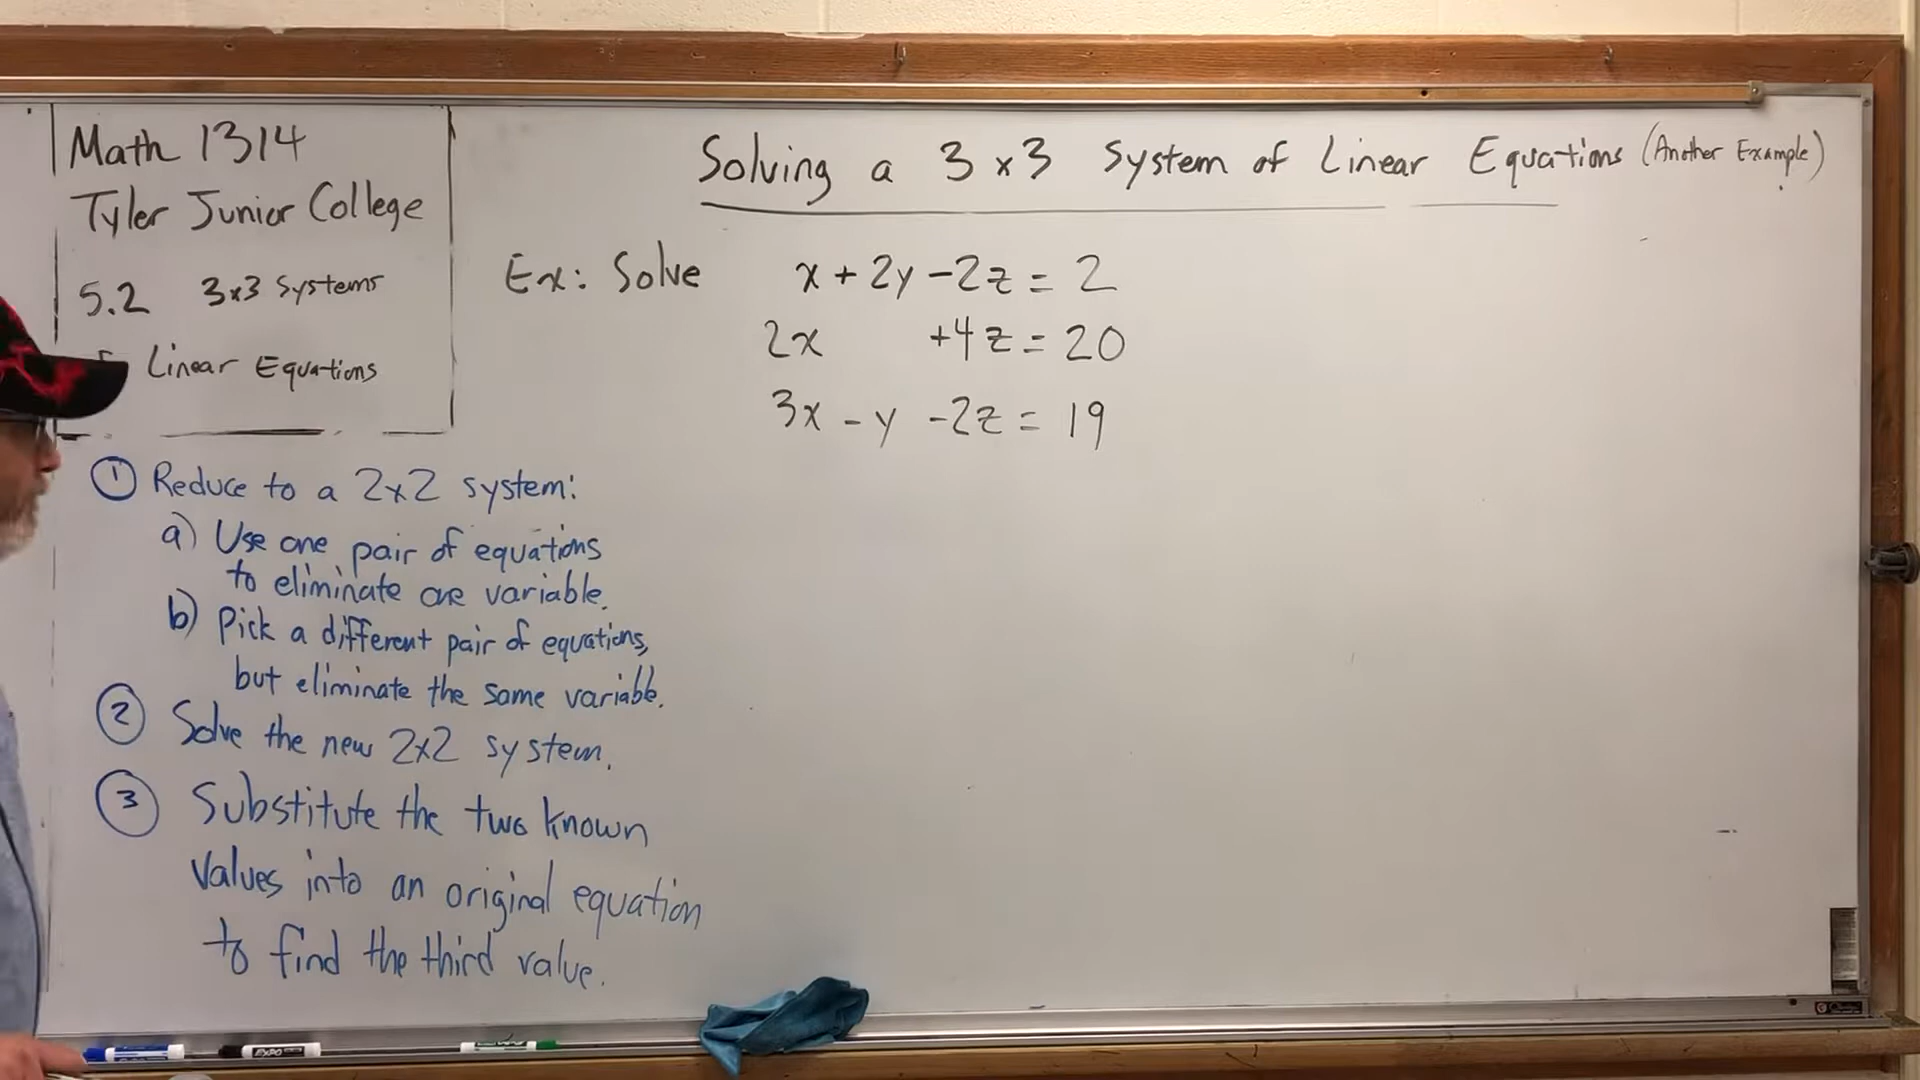 Math 1314
Tyler Junior College
5.2 3x3 Systems
of Linear Equations
Solving a 3x3 System of Linear Equations (Another Example)
Ex: Solve x + 2y - 2z = 2
2x +4z = 20
3x - y - 2z = 19
① Reduce to a 2x2 system:
a) Use one pair of equations
to eliminate one variable.
b) Pick a different pair of equations,
but eliminate the same variable.
② Solve the new 2x2 system.
③ Substitute the two known
values into an original equation
to find the third value.
EXPO